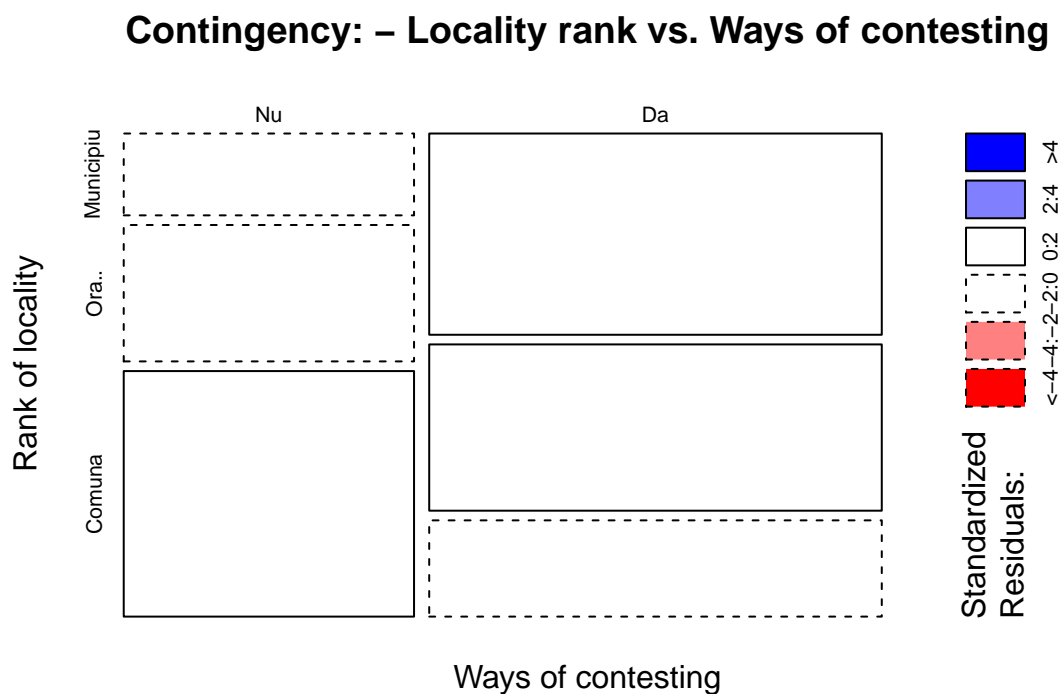 Contingency: – Locality rank vs. Ways of contesting
Nu
Da
Municipiu
Ora..
Comuna
Rank of locality
Ways of contesting
Standardized
Residuals:
<−4
−4:−2
−2:0
0:2
2:4
>4